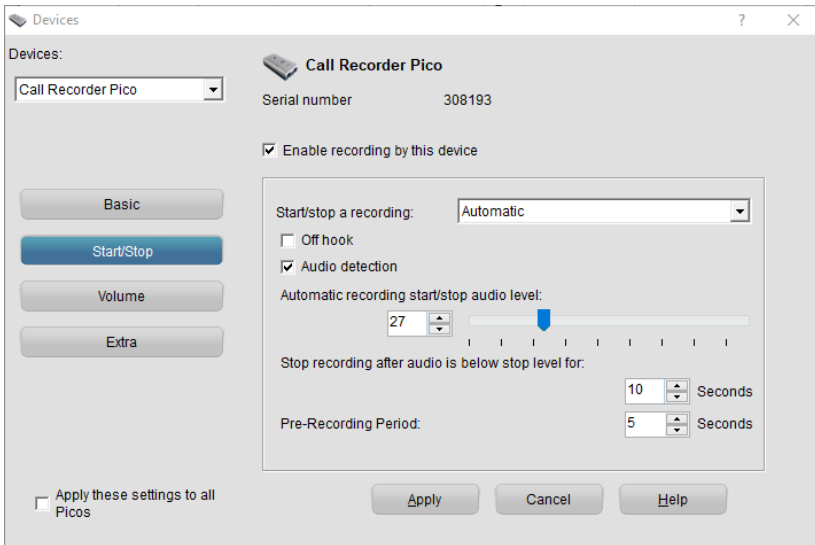 Devices
?
Devices:
Call Recorder Pico
Call Recorder Pico
Serial number 308193
Enable recording by this device
Basic
Start/Stop
Volume
Extra
Start/stop a recording: Automatic
Off hook
Audio detection
Automatic recording start/stop audio level:
27
Stop recording after audio is below stop level for:
10 Seconds
Pre-Recording Period: 5 Seconds
Apply these settings to all
Picos
Apply Cancel Help